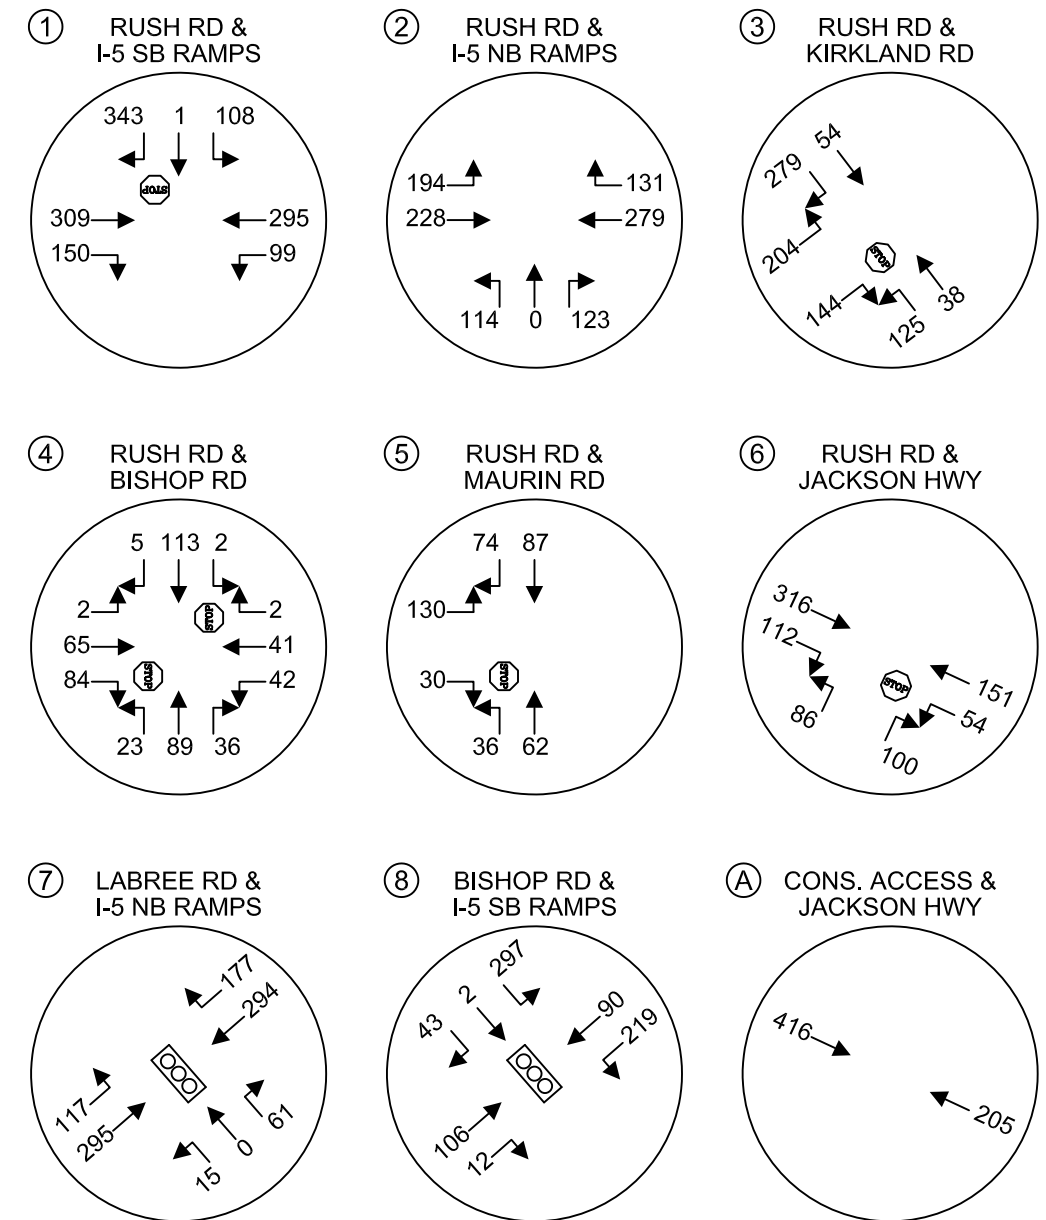 1 RUSH RD &
I-5 SB RAMPS
343 1 108
STOP
309 295
150 99
2 RUSH RD &
I-5 NB RAMPS
194 131
228 279
114 0 123
3 RUSH RD &
KIRKLAND RD
54
279
204
STOP
144 125 38
4 RUSH RD &
BISHOP RD
5 113 2
2 2
STOP
65 41
STOP
84 42
23 89 36
5 RUSH RD &
MAURIN RD
74 87
130
STOP
30
36 62
6 RUSH RD &
JACKSON HWY
316
112
STOP
151
86 54
100
7 LABREE RD &
I-5 NB RAMPS
177
294
117
295 61
15 0
8 BISHOP RD &
I-5 SB RAMPS
297
2 90
43 219
106
12
A CONS. ACCESS &
JACKSON HWY
416
205